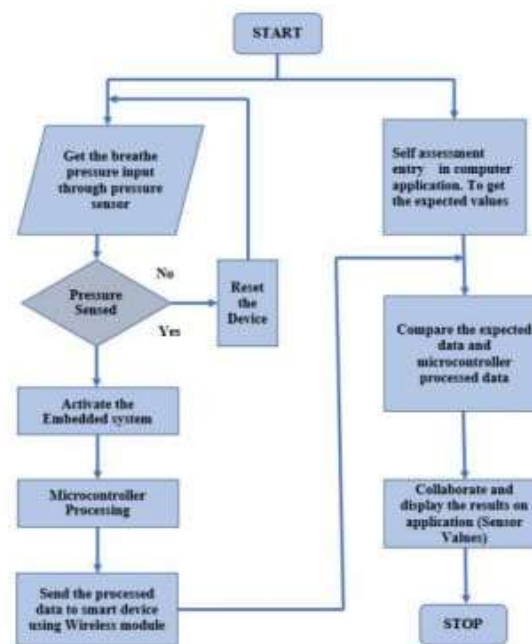 START
Get the breathe
pressure input
through pressure
sensor
Self assessment
entry in computer
application. To get
the expected values
No
Pressure
Sensed
Yes
Reset
the
Device
Compare the expected
data and
microcontroller
processed data
Activate the
Embedded system
Microcontroller
Processing
Collaborate and
display the results on
application (Sensor
Values)
Send the processed
data to smart device
using Wireless module
STOP